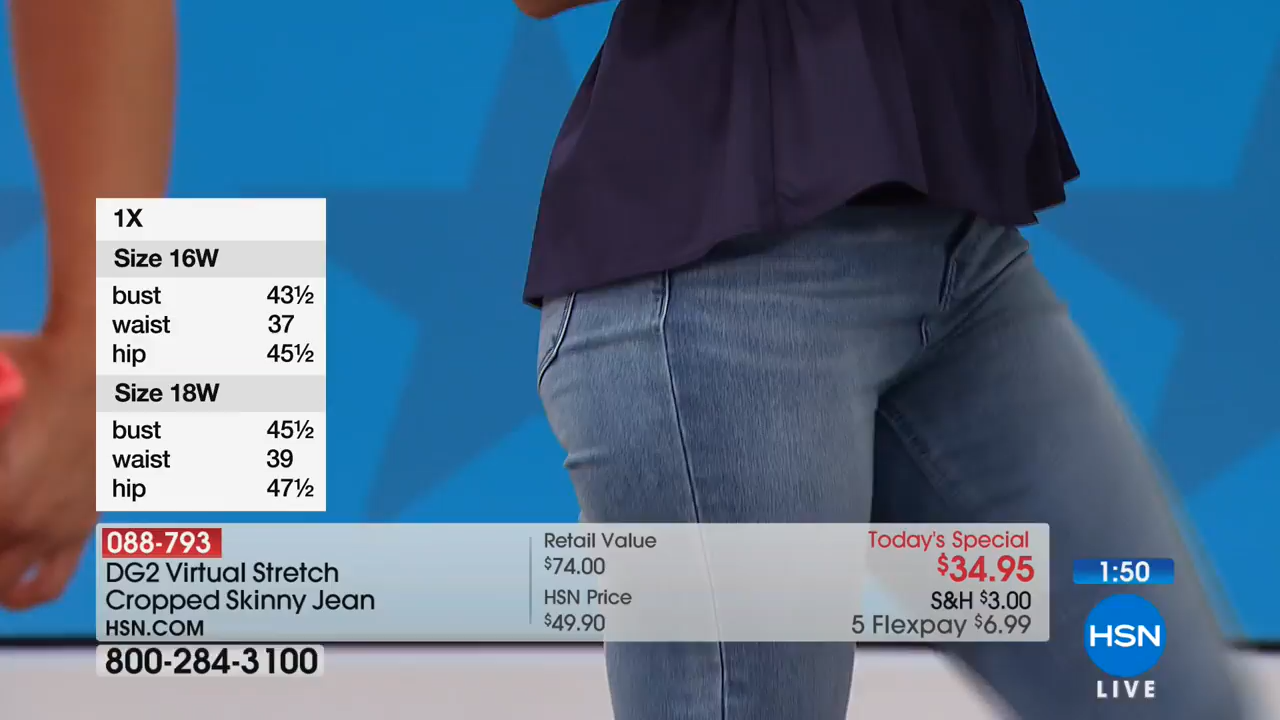 1X
Size 16W
bust 43½
waist 37
hip 45½
Size 18W
bust 45½
waist 39
hip 47½
088-793
DG2 Virtual Stretch
Cropped Skinny Jean
HSN.COM
800-284-3100
Retail Value
$74.00
HSN Price
$49.90
Today's Special
$34.95
S&H $3.00
5 Flexpay $6.99
1:50
HSN
LIVE